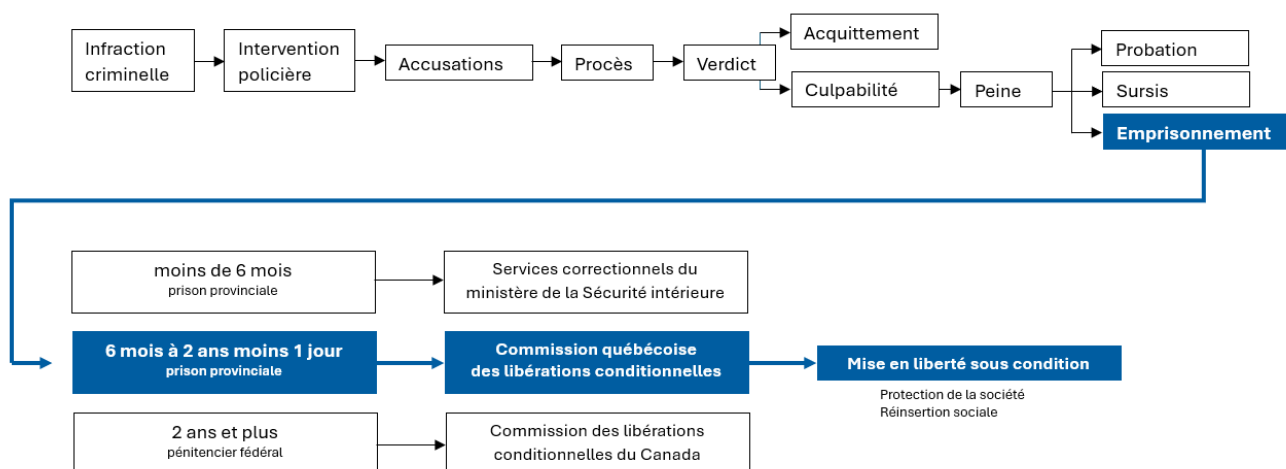 Infraction
criminelle
Intervention
policière
Accusations
Procès
Verdict
Acquittement
Culpabilité
Peine
Probation
Sursis
Emprisonnement
moins de 6 mois
prison provinciale
Services correctionnels du
ministère de la Sécurité intérieure
6 mois à 2 ans moins 1 jour
prison provinciale
Commission québécoise
des libérations conditionnelles
Mise en liberté sous condition
Protection de la société
Réinsertion sociale
2 ans et plus
pénitencier fédéral
Commission des libérations
conditionnelles du Canada